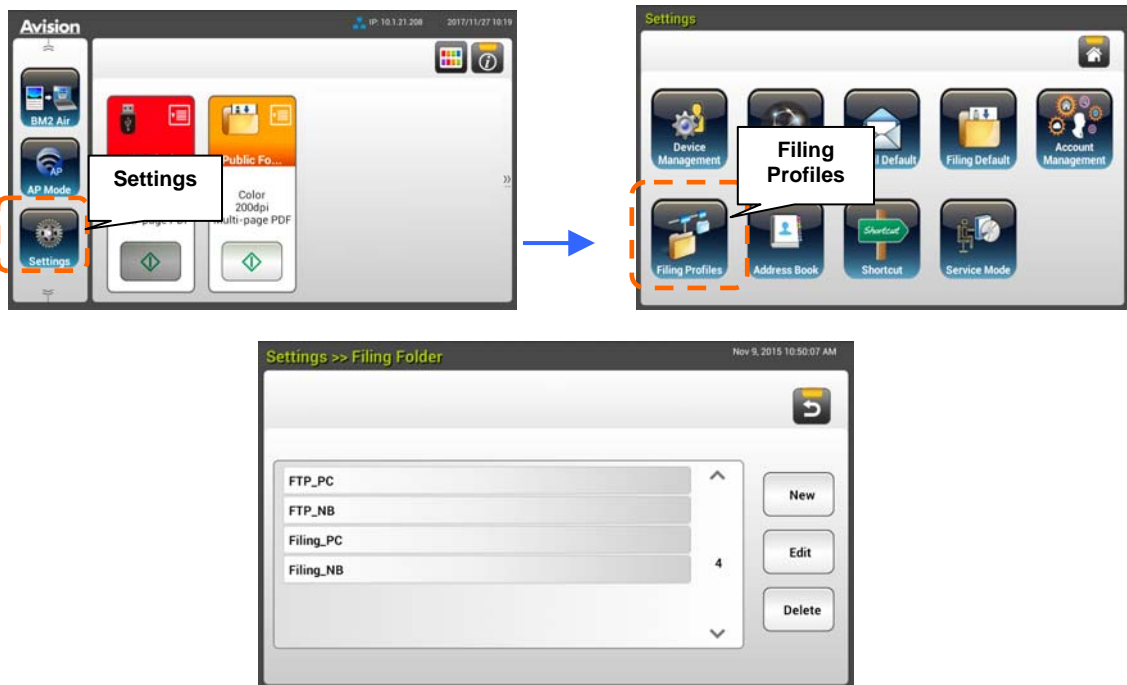 Avision
IP: 10.1.21.208 2017/11/27 10:19
BM2 Air
AP Mode
Settings
Settings
Public Fo...
Color
200dpi
PDF
Multi-page PDF
Settings
Device
Management
Filing
Profiles
Default
Filing Default
Account
Management
Filing Profiles
Address Book
Shortcut
Shortcut
Service Mode
Settings >> Filing Folder
Nov 9, 2015 10:50:07 AM
FTP_PC
FTP_NB
Filing_PC
Filing_NB
4
New
Edit
Delete